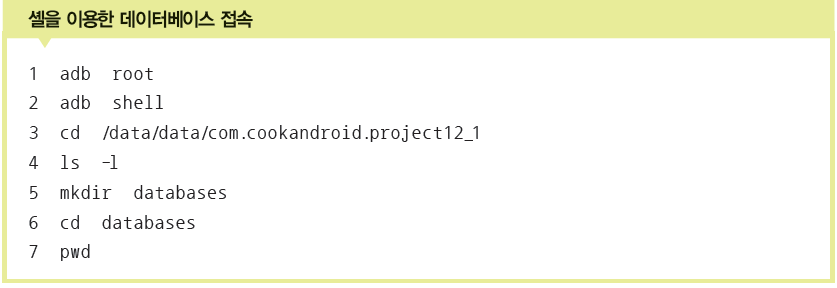 셸을 이용한 데이터베이스 접속
1 adb root
2 adb shell
3 cd /data/data/com.cookandroid.project12_1
4 ls -l
5 mkdir databases
6 cd databases
7 pwd